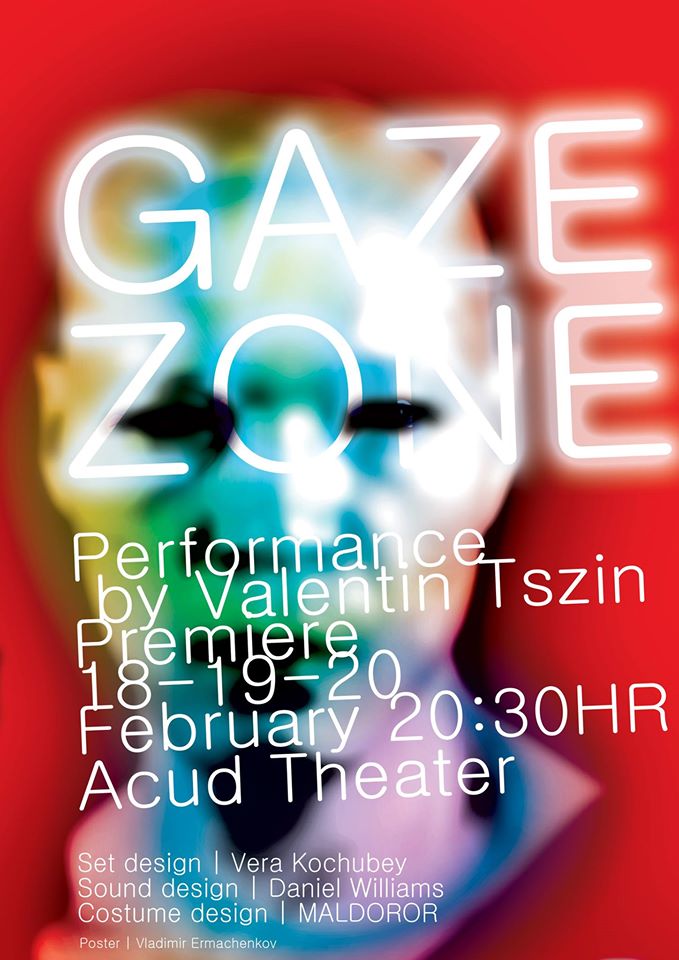 GAZE
ZONE
Performance
by Valentin Tszin
Premiere
18-19-20
February 20:30HR
Acud Theater
Set design | Vera Kochubey
Sound design | Daniel Williams
Costume design | MALDOROR
Poster | Vladimir Ermachenkov